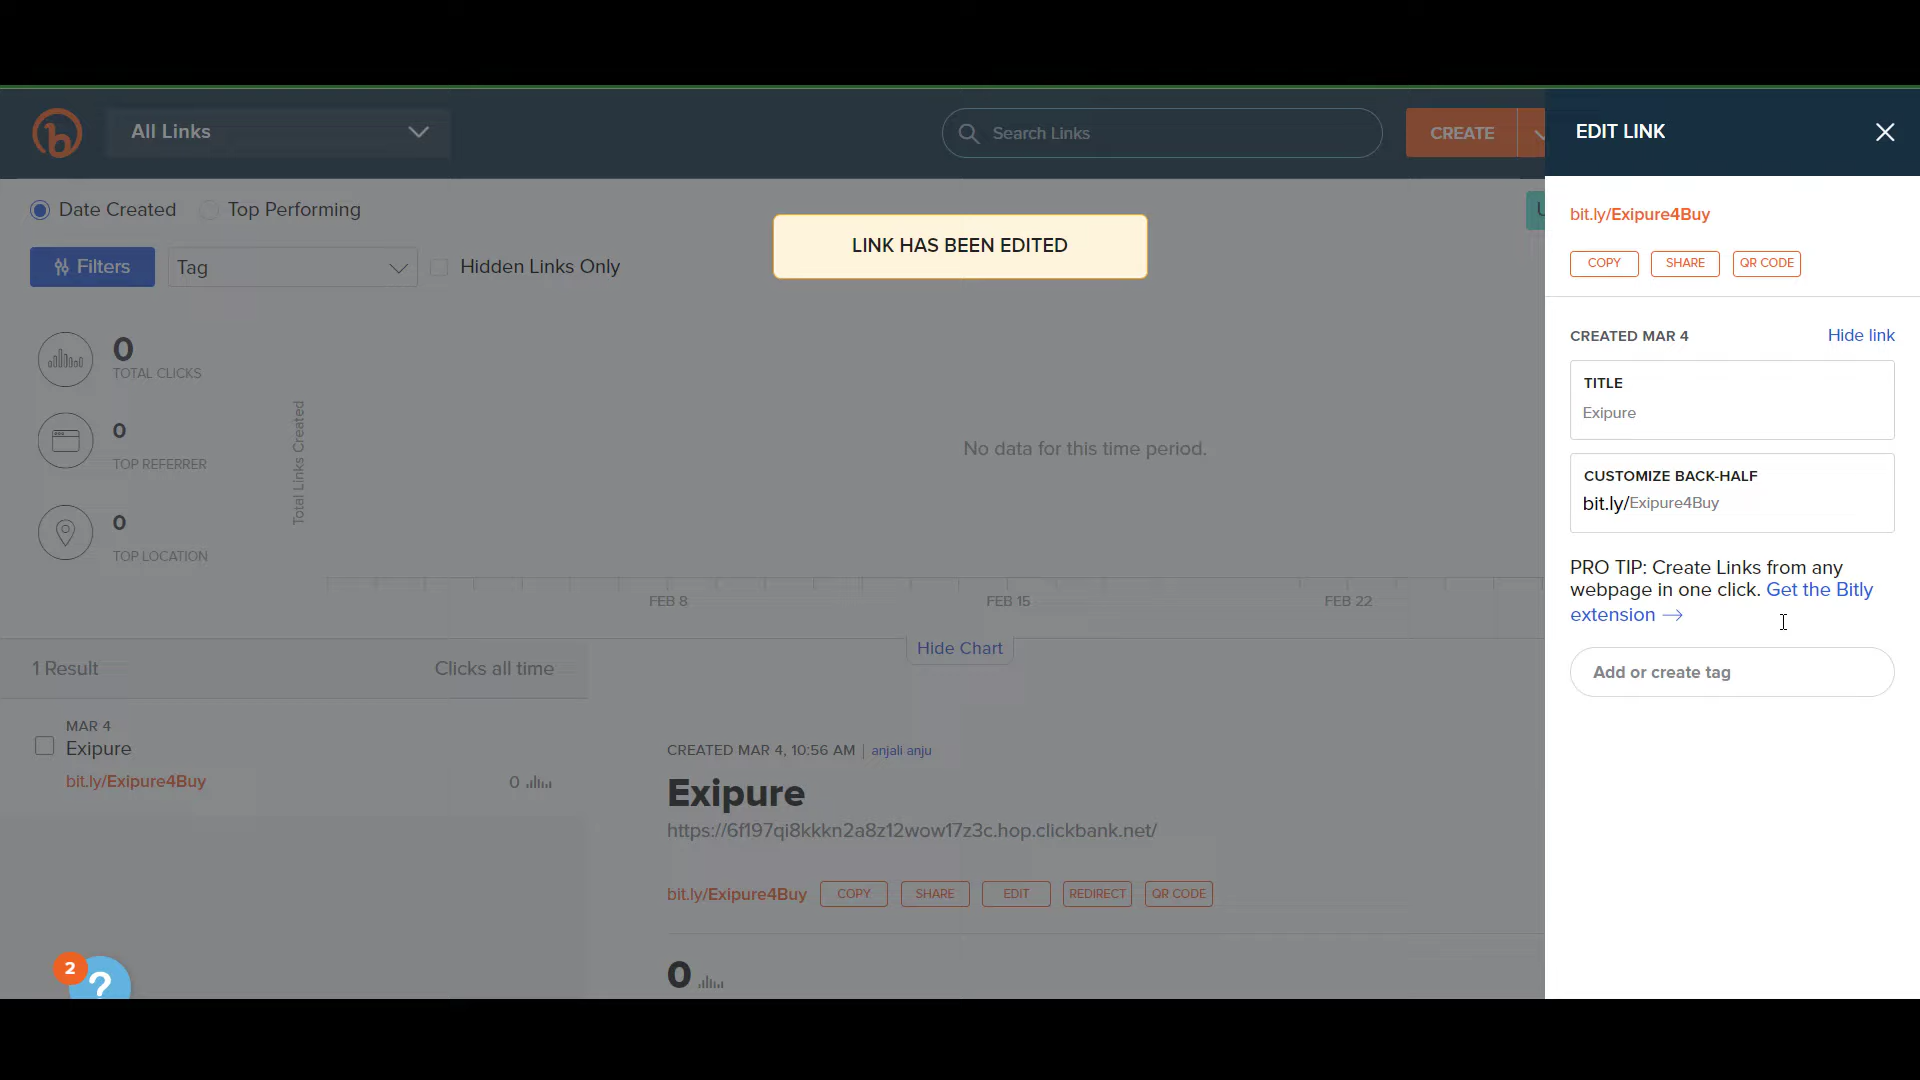 All Links
Search Links
CREATE
EDIT LINK
Date Created
Top Performing
Filters
Tag
Hidden Links Only
LINK HAS BEEN EDITED
0
TOTAL CLICKS
0
TOP REFERRER
0
TOP LOCATION
Total Links Created
No data for this time period.
FEB 8
FEB 15
FEB 22
Hide Chart
1 Result
Clicks all time
MAR 4
Exipure
bit.ly/Exipure4Buy
0
CREATED MAR 4, 10:56 AM | anjali anju
Exipure
https://6f197qi8kkkn2a8z12wow17z3c.hop.clickbank.net/
bit.ly/Exipure4Buy
COPY
SHARE
EDIT
REDIRECT
QR CODE
0
2
?
bit.ly/Exipure4Buy
COPY
SHARE
QR CODE
CREATED MAR 4
Hide link
TITLE
Exipure
CUSTOMIZE BACK-HALF
bit.ly/Exipure4Buy
PRO TIP: Create Links from any
webpage in one click. Get the Bitly
extension →
Add or create tag